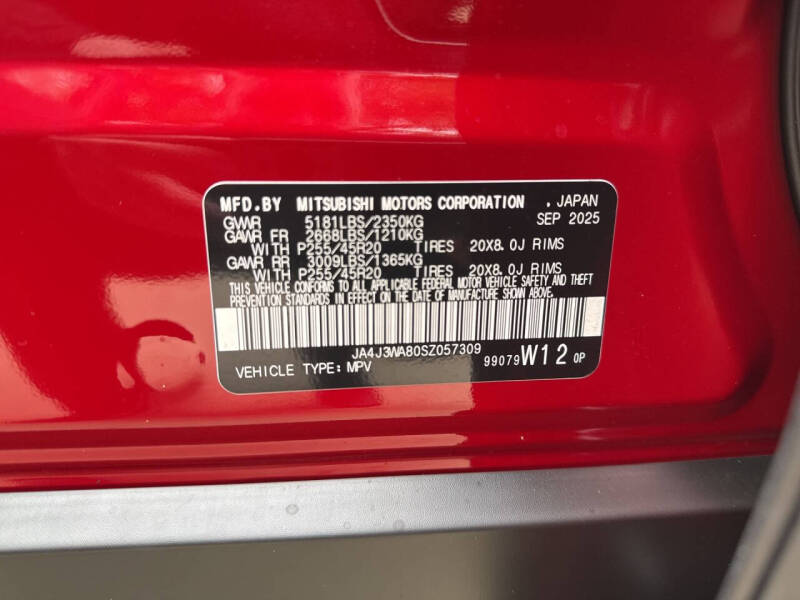 MFD.BY MITSUBISHI MOTORS CORPORATION , JAPAN
GVWR 5181LBS/2350KG SEP 2025
GAWR FR 2668LBS/1210KG
WITH P255/45R20 TIRES 20X8.0J RIMS
GAWR RR 3009LBS/1365KG
WITH P255/45R20 TIRES 20X8.0J RIMS
THIS VEHICLE CONFORMS TO ALL APPLICABLE FEDERAL MOTOR VEHICLE SAFETY AND THEFT
PREVENTION STANDARDS IN EFFECT ON THE DATE OF MANUFACTURE SHOWN ABOVE.
JA4J3WA80SZ057309
VEHICLE TYPE: MPV 99079 W12 0P